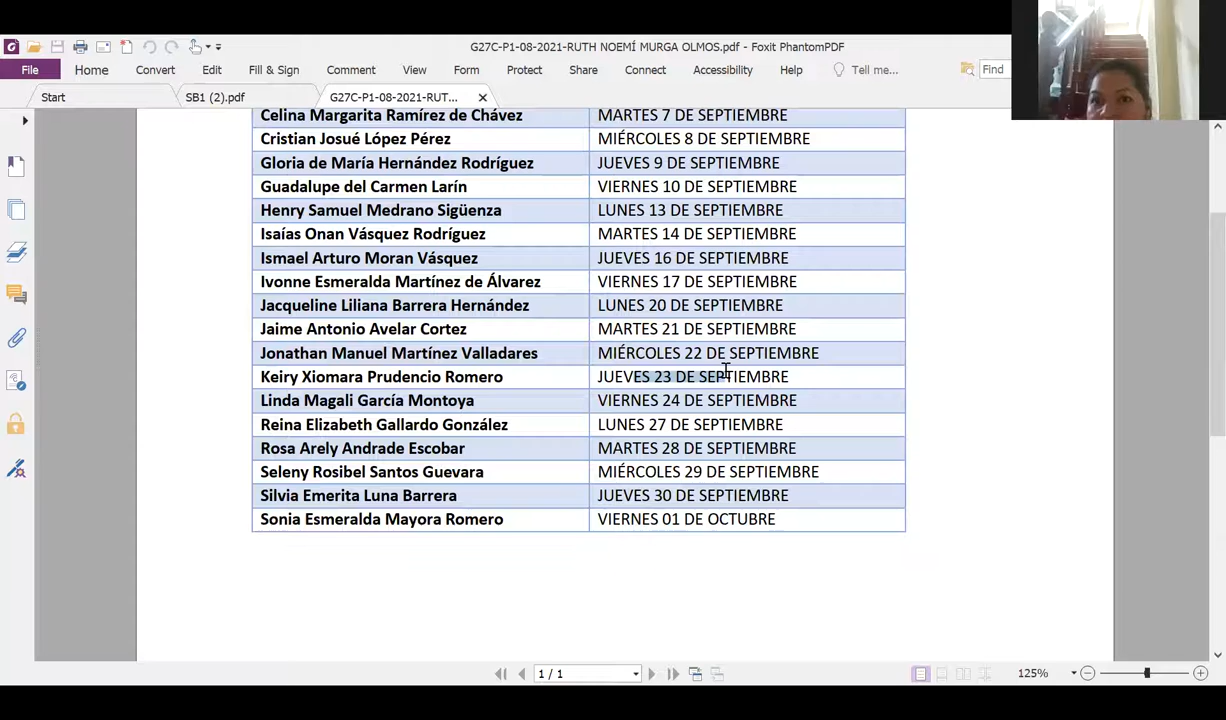 G27C-P1-08-2021-RUTH NOEMÍ MURGA OLMOS.pdf - Foxit PhantomPDF
File Home Convert Edit Fill & Sign Comment View Form Protect Share Connect Accessibility Help Tell me... Find
Start SB1 (2).pdf G27C-P1-08-2021-RUT...
Celina Margarita Ramírez de Chávez MARTES 7 DE SEPTIEMBRE
Cristian Josué López Pérez MIÉRCOLES 8 DE SEPTIEMBRE
Gloria de María Hernández Rodríguez JUEVES 9 DE SEPTIEMBRE
Guadalupe del Carmen Larín VIERNES 10 DE SEPTIEMBRE
Henry Samuel Medrano Sigüenza LUNES 13 DE SEPTIEMBRE
Isaías Onan Vásquez Rodríguez MARTES 14 DE SEPTIEMBRE
Ismael Arturo Moran Vásquez JUEVES 16 DE SEPTIEMBRE
Ivonne Esmeralda Martínez de Álvarez VIERNES 17 DE SEPTIEMBRE
Jacqueline Liliana Barrera Hernández LUNES 20 DE SEPTIEMBRE
Jaime Antonio Avelar Cortez MARTES 21 DE SEPTIEMBRE
Jonathan Manuel Martínez Valladares MIÉRCOLES 22 DE SEPTIEMBRE
Keiry Xiomara Prudencio Romero JUEVES 23 DE SEPTIEMBRE
Linda Magali García Montoya VIERNES 24 DE SEPTIEMBRE
Reina Elizabeth Gallardo González LUNES 27 DE SEPTIEMBRE
Rosa Arely Andrade Escobar MARTES 28 DE SEPTIEMBRE
Seleny Rosibel Santos Guevara MIÉRCOLES 29 DE SEPTIEMBRE
Silvia Emerita Luna Barrera JUEVES 30 DE SEPTIEMBRE
Sonia Esmeralda Mayora Romero VIERNES 01 DE OCTUBRE
1 / 1 125%